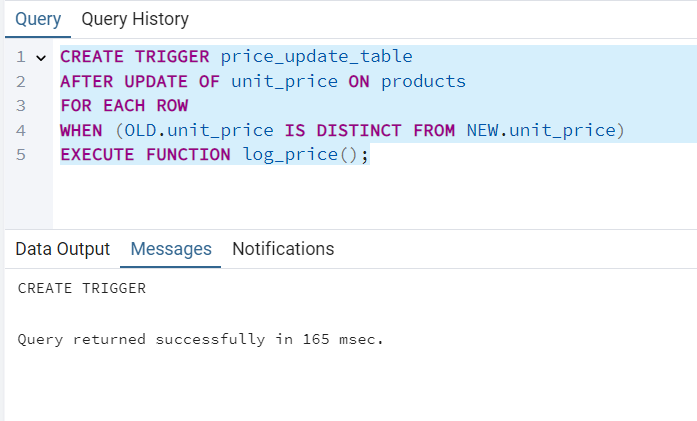 Query Query History
1 CREATE TRIGGER price_update_table
2 AFTER UPDATE OF unit_price ON products
3 FOR EACH ROW
4 WHEN (OLD.unit_price IS DISTINCT FROM NEW.unit_price)
5 EXECUTE FUNCTION log_price();
Data Output Messages Notifications
CREATE TRIGGER
Query returned successfully in 165 msec.